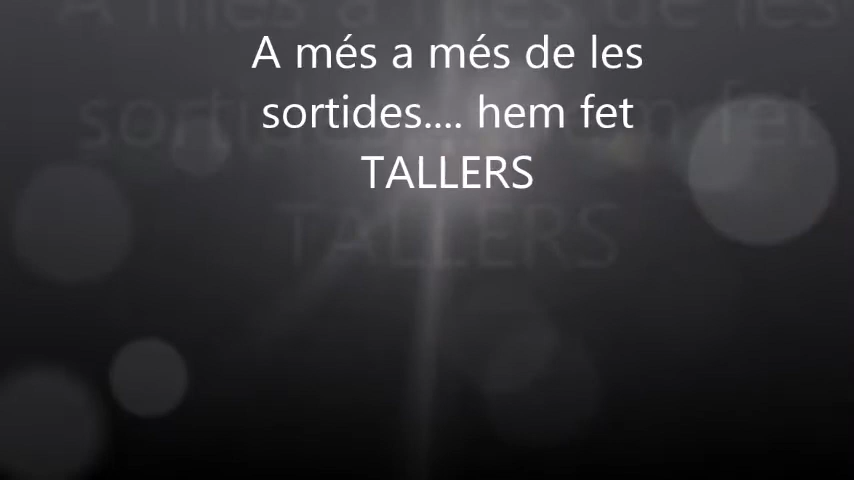 A més a més de les
sortides.... hem fet
TALLERS